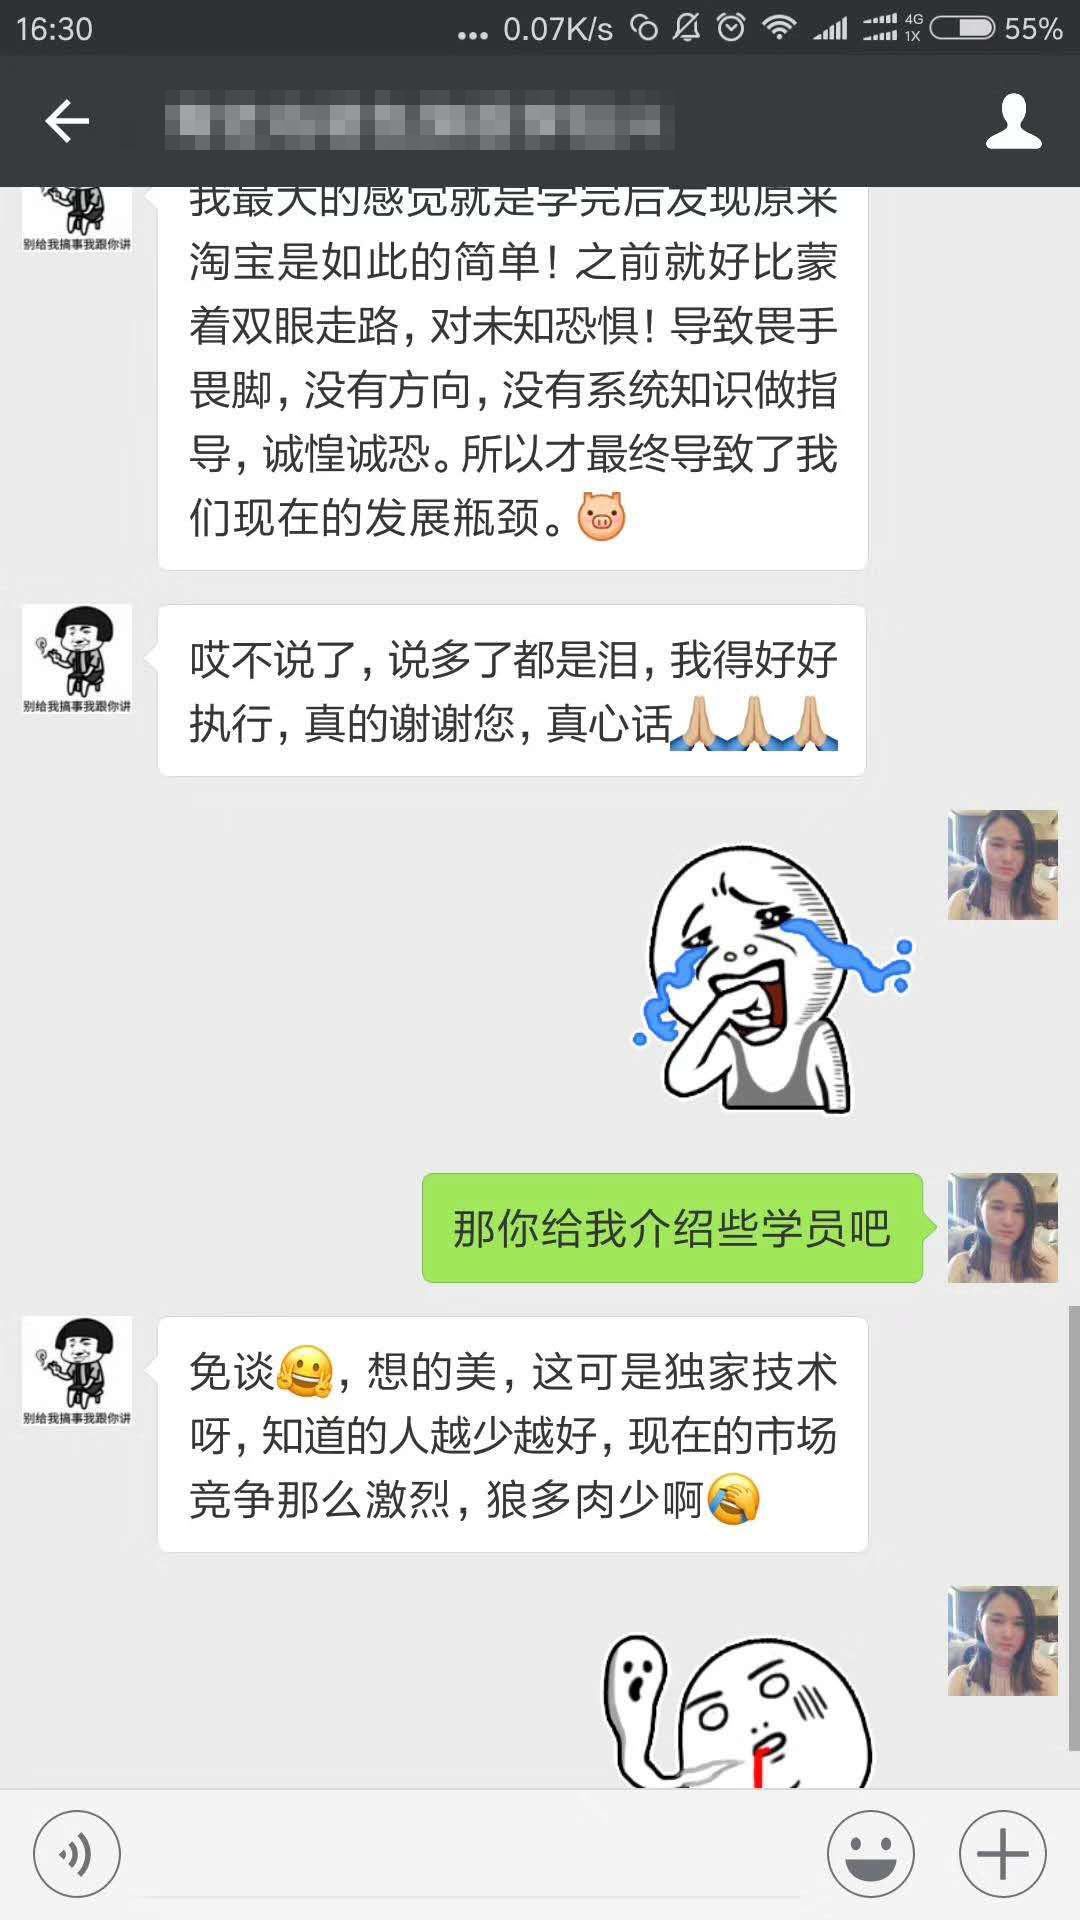 16:30
... 0.07K/s 4G 1X 55%
我最大的感觉就是学完后发现原来
淘宝是如此的简单！之前就好比蒙
着双眼走路，对未知恐惧！导致畏手
畏脚，没有方向，没有系统知识做指
导，诚惶诚恐。所以才最终导致了我
们现在的发展瓶颈。
别给我搞事我跟你讲
哎不说了，说多了都是泪，我得好好
执行，真的谢谢您，真心话
别给我搞事我跟你讲
那你给我介绍些学员吧
免谈，想的美，这可是独家技术
呀，知道的人越少越好，现在的市场
竞争那么激烈，狼多肉少啊
别给我搞事我跟你讲